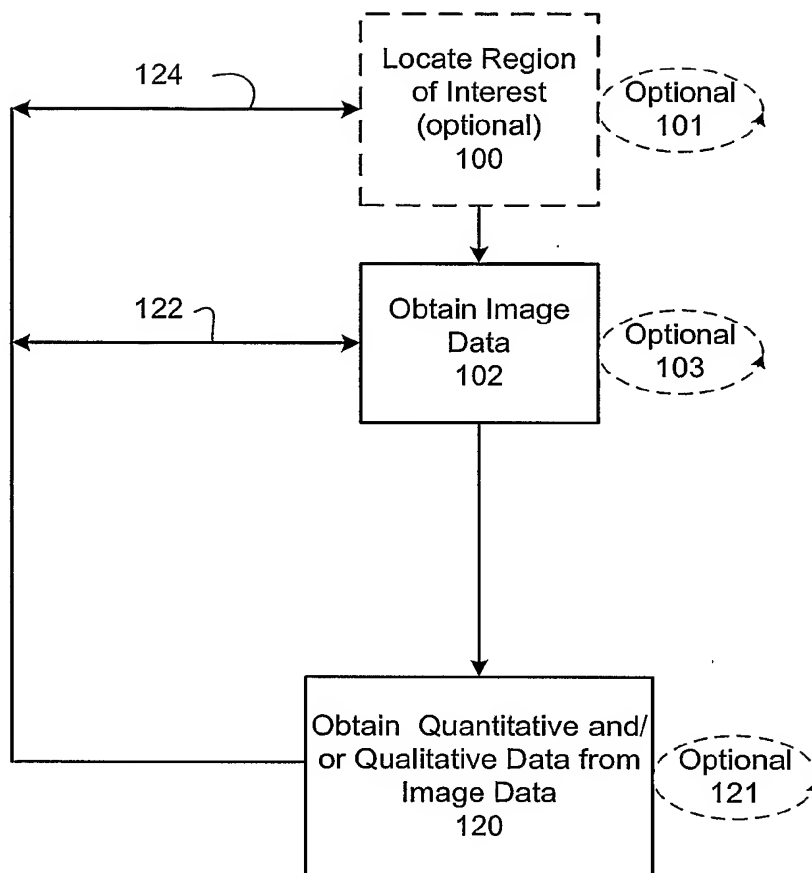 124
Locate Region
of Interest
(optional)
100
Optional
101
122
Obtain Image
Data
102
Optional
103
Obtain Quantitative and/
or Qualitative Data from
Image Data
120
Optional
121